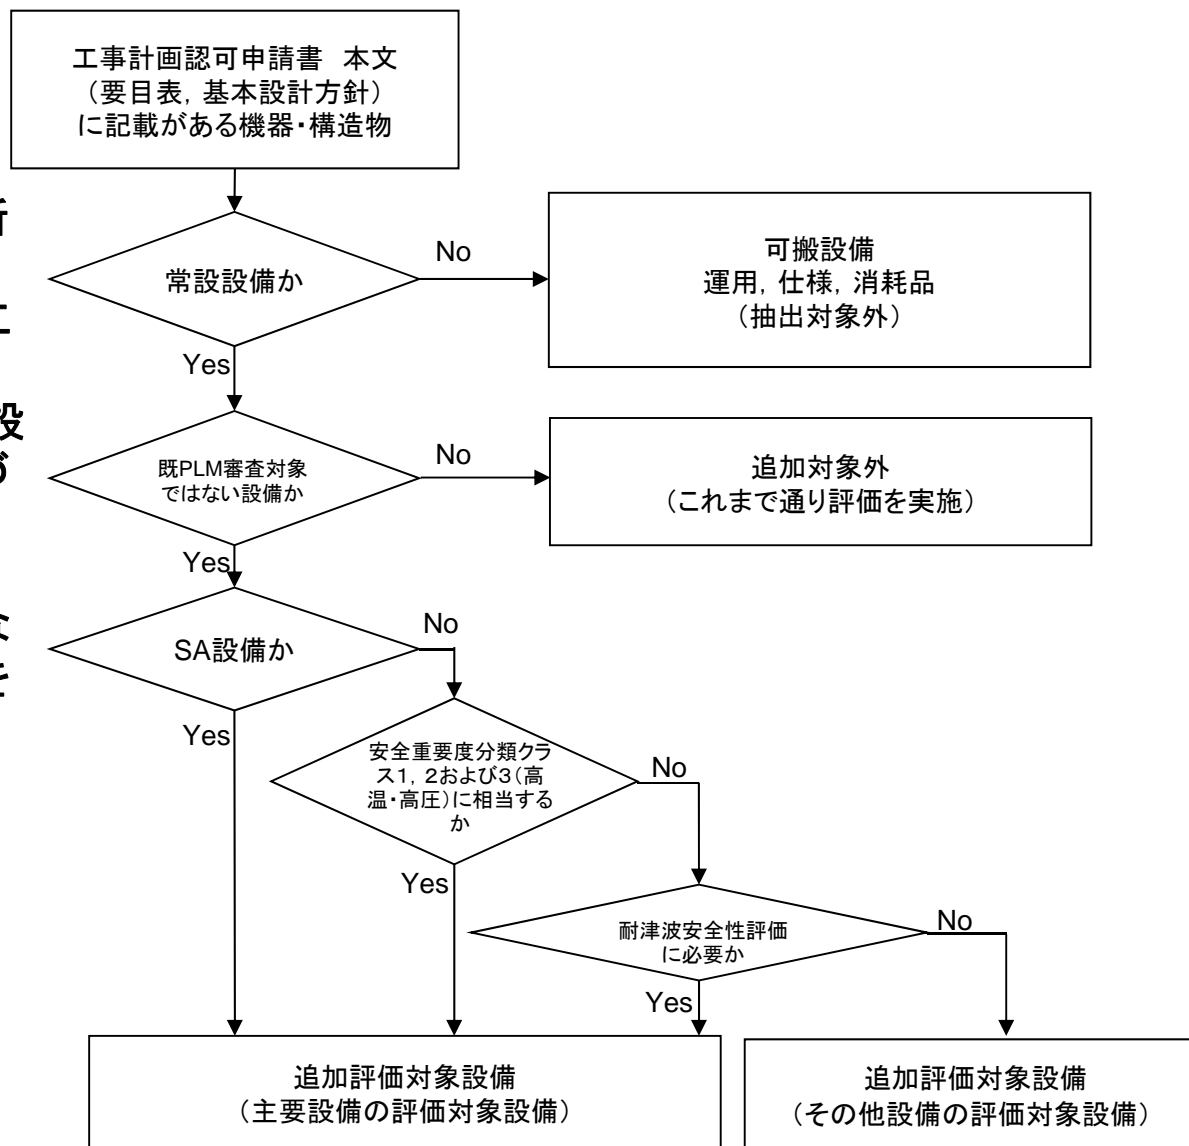 工事計画認可申請書 本文
（要目表，基本設計方針）
に記載がある機器・構造物
常設設備か
No
可搬設備
運用，仕様，消耗品
（抽出対象外）
Yes
既PLM審査対象
ではない設備か
No
追加対象外
（これまで通り評価を実施）
Yes
SA設備か
No
Yes
安全重要度分類クラ
ス１，２および３（高
温・高圧）に相当する
か
No
Yes
耐津波安全性評価
に必要か
No
Yes
追加評価対象設備
（主要設備の評価対象設備）
追加評価対象設備
（その他設備の評価対象設備）